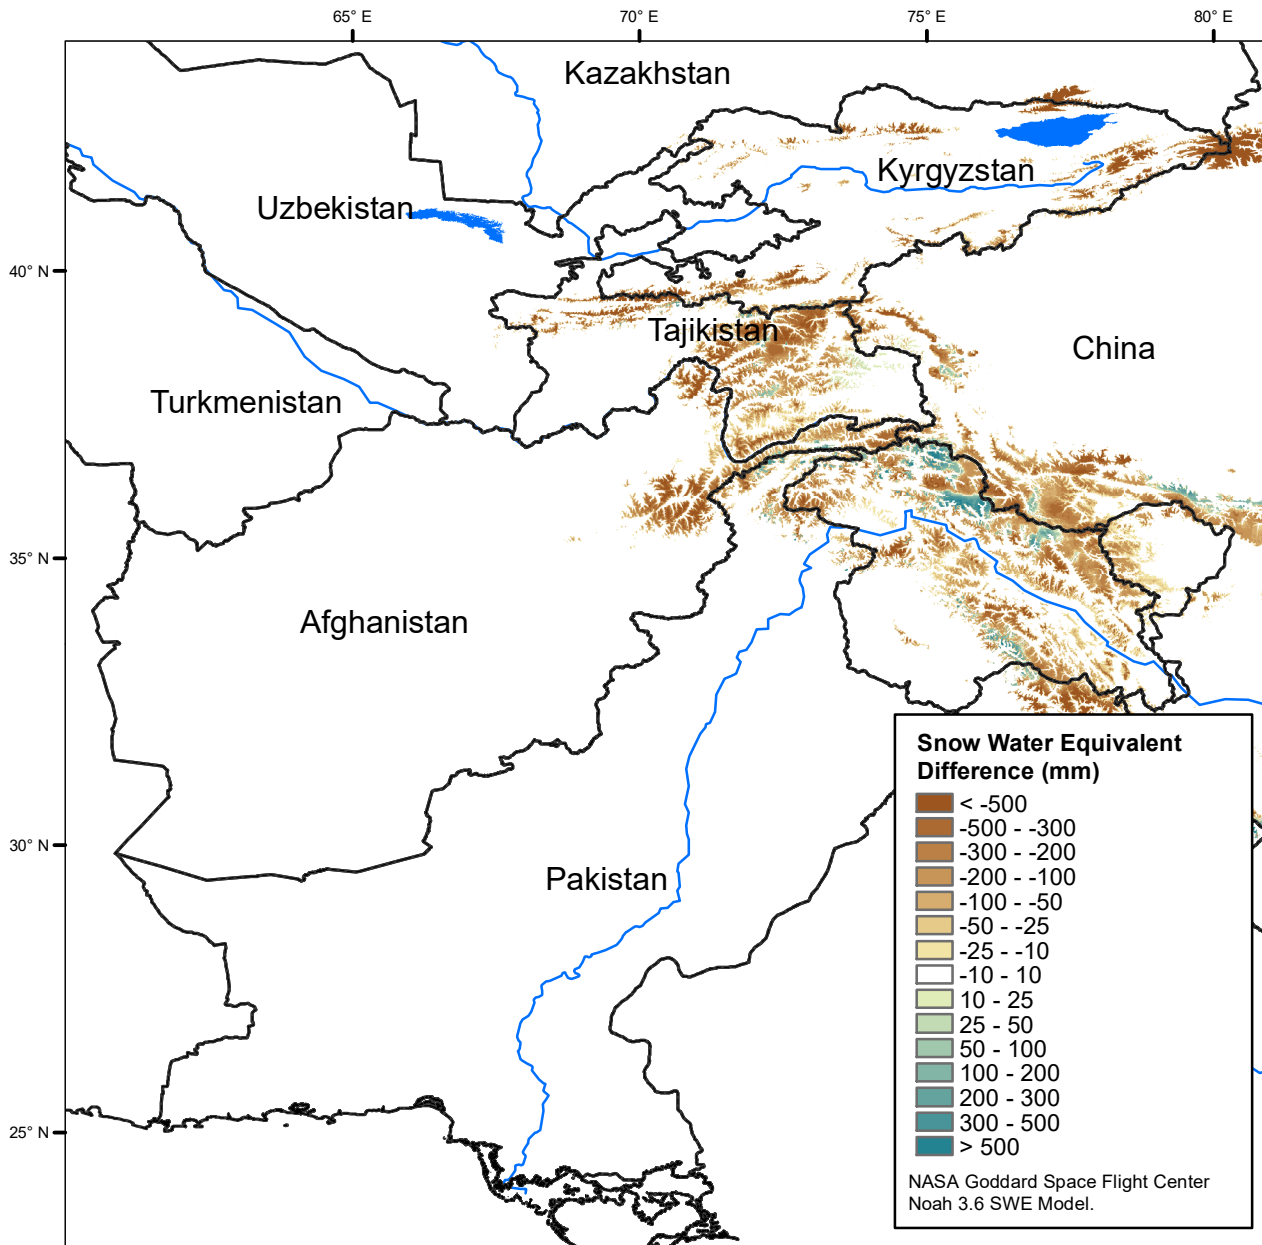 65° E
70° E
75° E
80° E
Kazakhstan
Kyrgyzstan
Uzbekistan
40° N
Tajikistan
China
Turkmenistan
35° N
Afghanistan
30° N
Pakistan
25° N
Snow Water Equivalent
Difference (mm)
< -500
-500 - -300
-300 - -200
-200 - -100
-100 - -50
-50 - -25
-25 - -10
-10 - 10
10 - 25
25 - 50
50 - 100
100 - 200
200 - 300
300 - 500
> 500
NASA Goddard Space Flight Center
Noah 3.6 SWE Model.